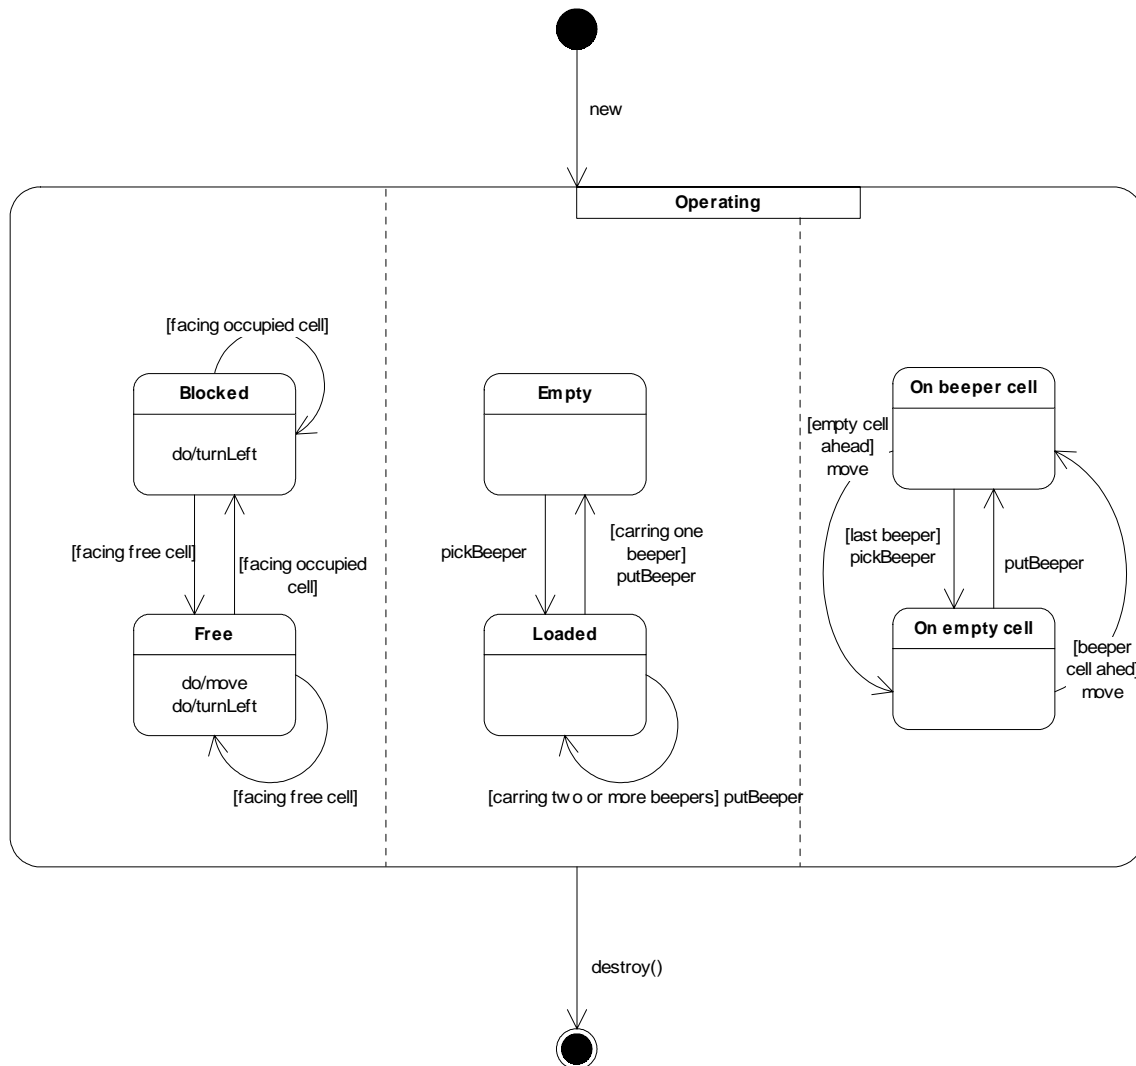 new
Operating
[facing occupied cell]
Blocked
do/turnLeft
[facing free cell]
[facing occupied
cell]
Free
do/move
do/turnLeft
[facing free cell]
Empty
pickBeeper
[carring one
beeper]
putBeeper
Loaded
[carring two or more beepers] putBeeper
On beeper cell
[empty cell
ahead]
move
[last beeper]
pickBeeper
putBeeper
On empty cell
[beeper
cell ahed]
move
destroy()